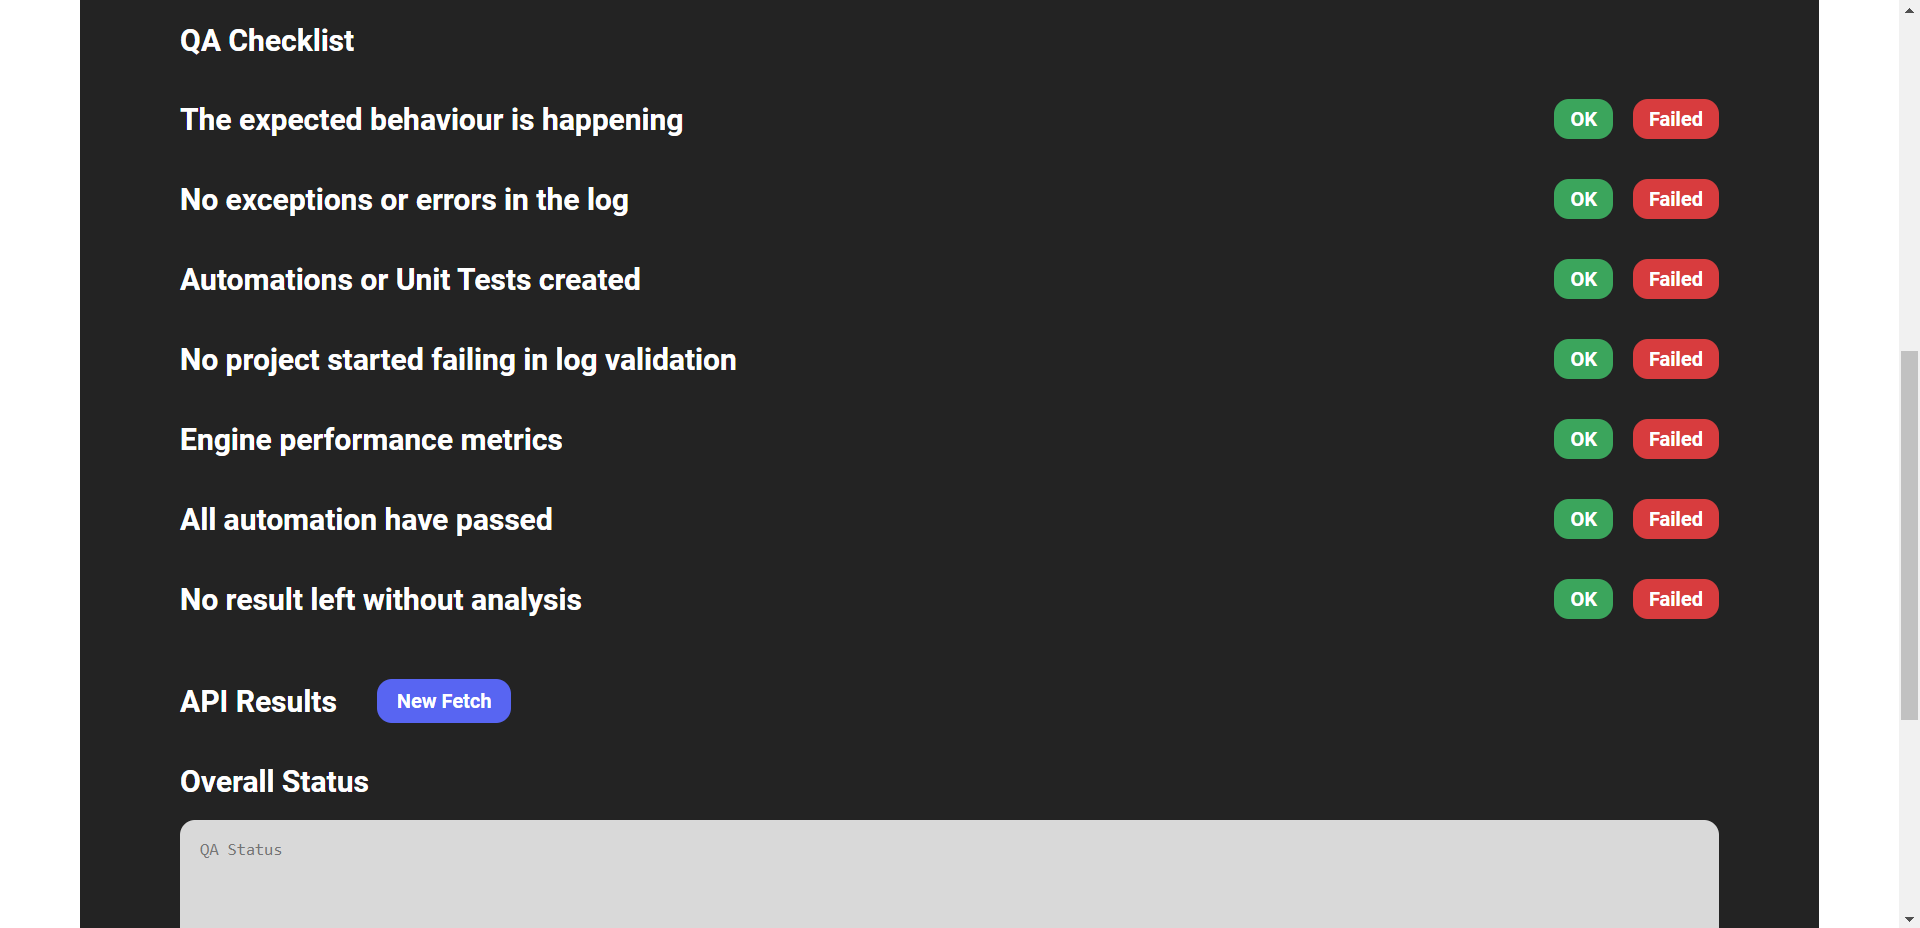 QA Checklist
The expected behaviour is happening OK Failed
No exceptions or errors in the log OK Failed
Automations or Unit Tests created OK Failed
No project started failing in log validation OK Failed
Engine performance metrics OK Failed
All automation have passed OK Failed
No result left without analysis OK Failed
API Results New Fetch
Overall Status
QA Status